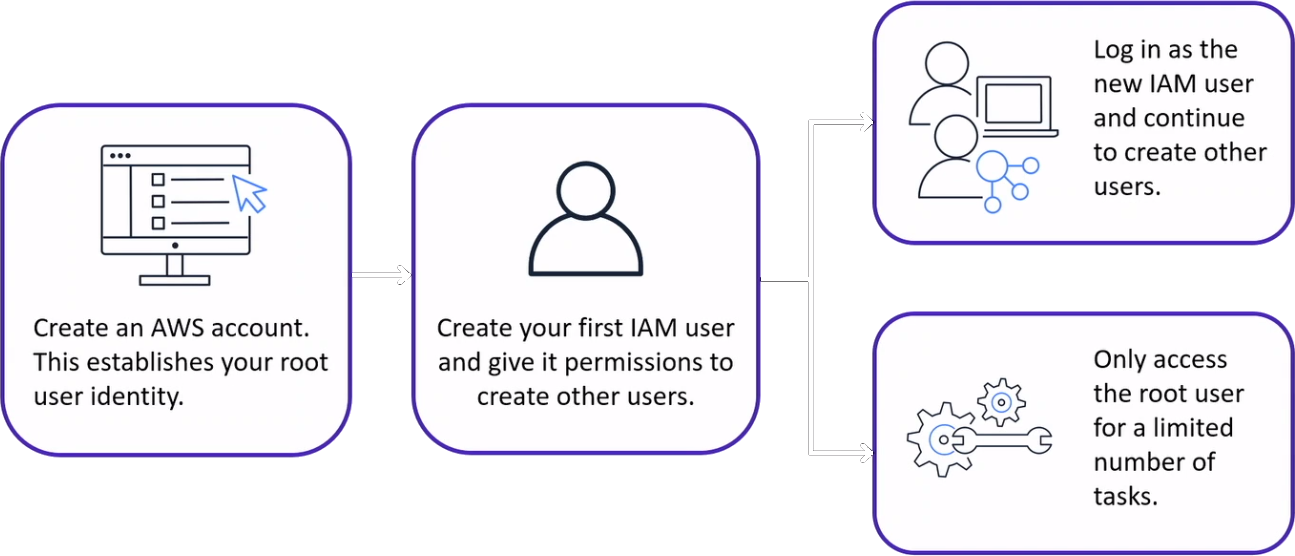 Create an AWS account.
This establishes your root
user identity.
Create your first IAM user
and give it permissions to
create other users.
Log in as the
new IAM user
and continue
to create other
users.
Only access
the root user
for a limited
number of
tasks.